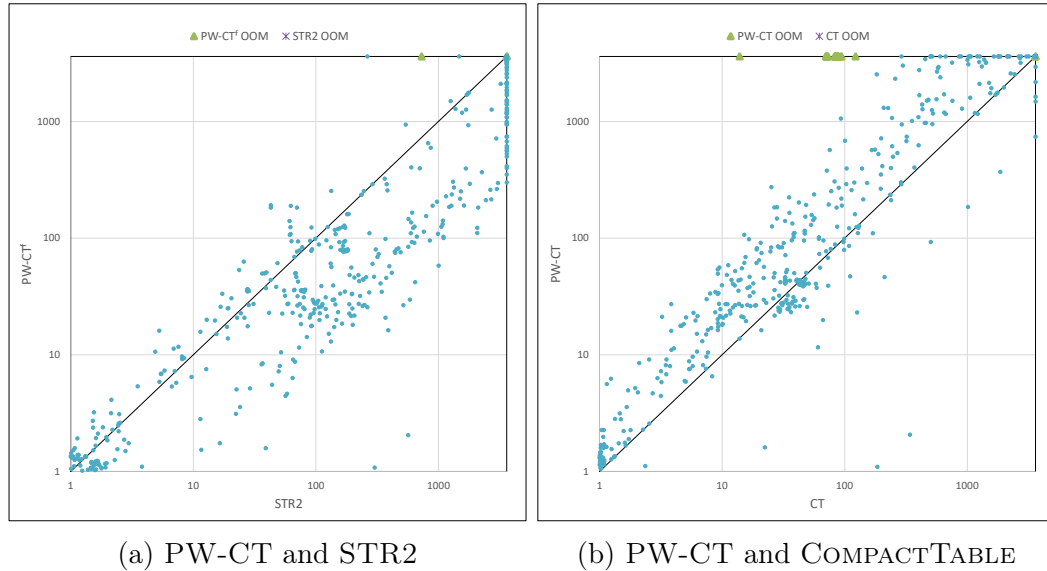 PW-CTᶠ OOM STR2 OOM
1000
100
10
1
PW-CTᶠ
1 10 100 1000
STR2
PW-CT OOM CT OOM
1000
100
10
1
PW-CT
1 10 100 1000
CT
(a) PW-CT and STR2
(b) PW-CT and COMPACTTABLE